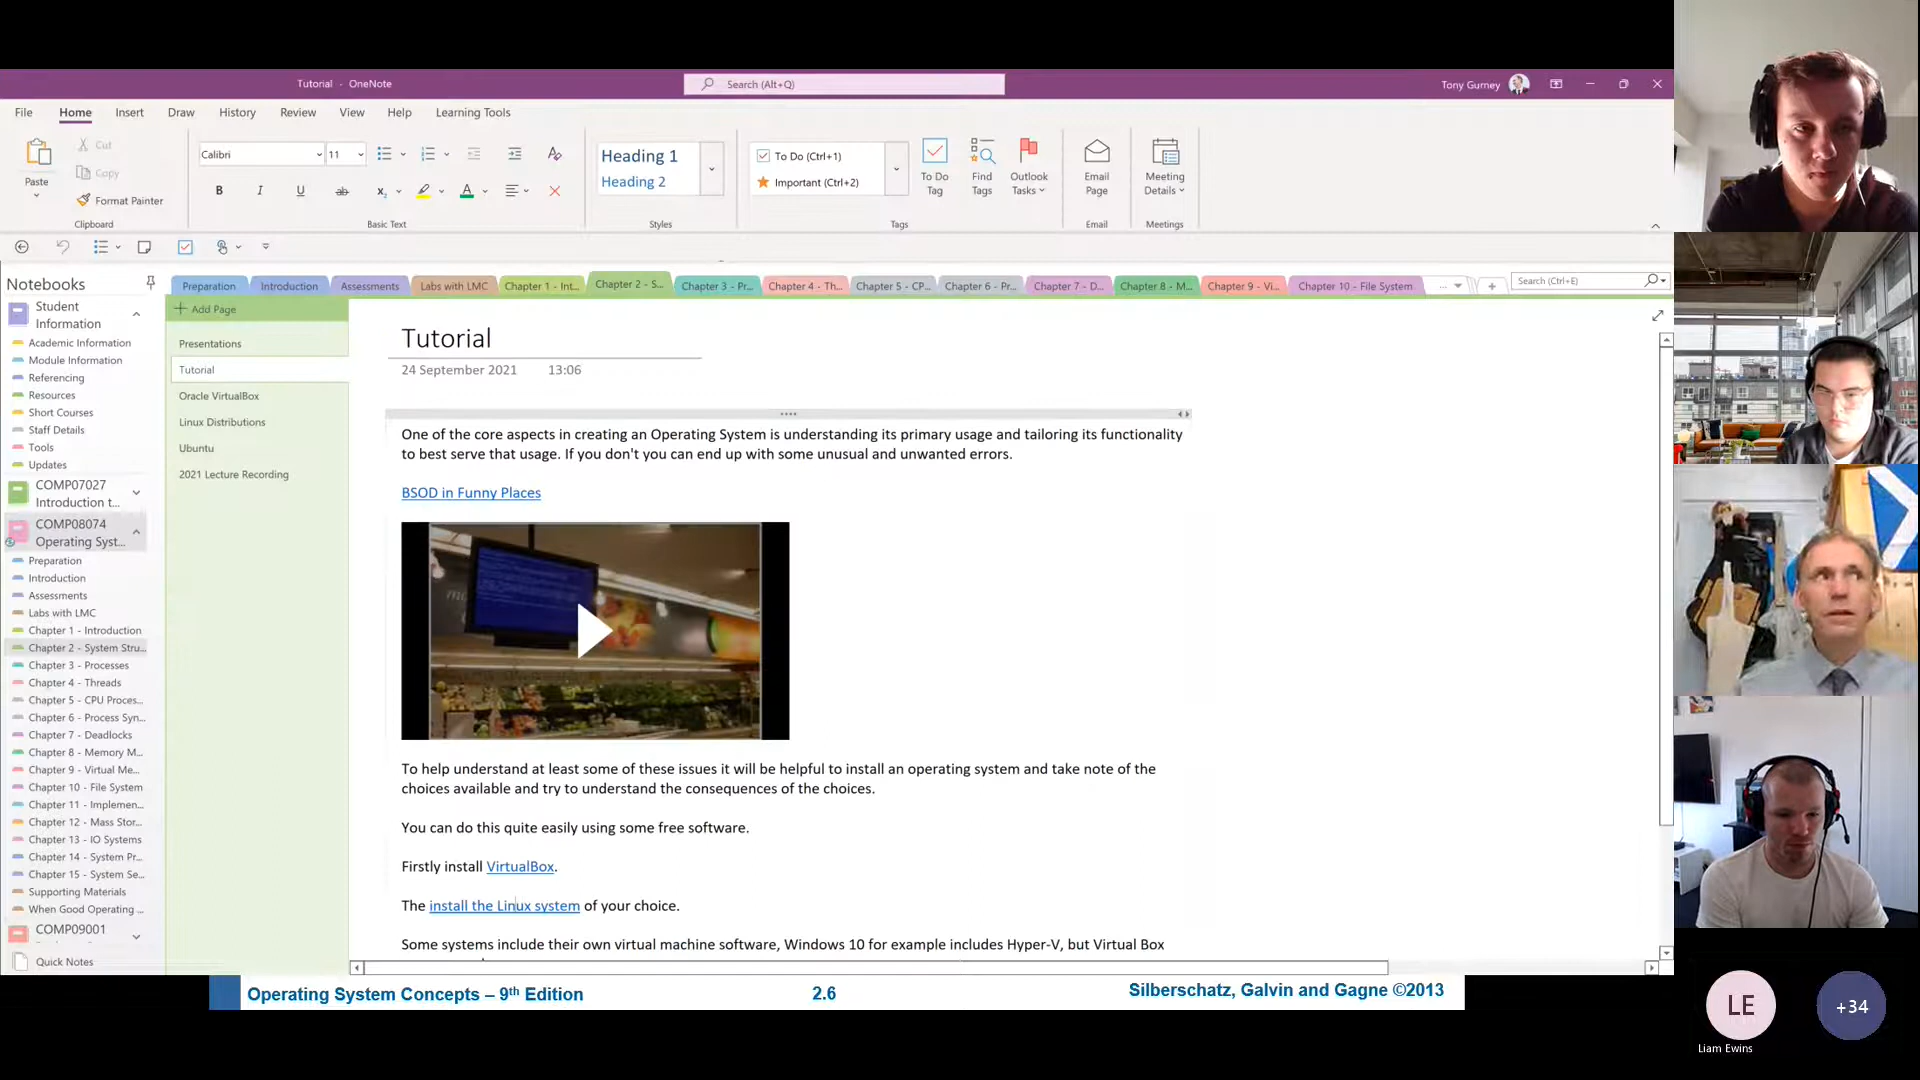 Tutorial - OneNote
Search (Alt+Q)
Tony Gurney
File Home Insert Draw History Review View Help Learning Tools
Paste
Cut
Copy
Format Painter
Clipboard
Calibri 11
B I U ab x
Basic Text
Heading 1
Heading 2
Styles
To Do (Ctrl+1)
Important (Ctrl+2)
To Do Tag
Find Tags
Outlook Tasks
Tags
Email Page
Email
Meeting Details
Meetings
Notebooks
Preparation Introduction Assessments Labs with LMC Chapter 1 - Int... Chapter 2 - S... Chapter 3 - Pr... Chapter 4 - Th... Chapter 5 - CP... Chapter 6 - Pr... Chapter 7 - D... Chapter 8 - M... Chapter 9 - Vi... Chapter 10 - File System ...
Search (Ctrl+E)
Student Information
Academic Information
Module Information
Referencing
Resources
Short Courses
Staff Details
Tools
Updates
COMP07027
Introduction t...
COMP08074
Operating Syst...
Preparation
Introduction
Assessments
Labs with LMC
Chapter 1 - Introduction
Chapter 2 - System Stru...
Chapter 3 - Processes
Chapter 4 - Threads
Chapter 5 - CPU Proces...
Chapter 6 - Process Syn...
Chapter 7 - Deadlocks
Chapter 8 - Memory M...
Chapter 9 - Virtual Me...
Chapter 10 - File System
Chapter 11 - Implemen...
Chapter 12 - Mass Stor...
Chapter 13 - IO Systems
Chapter 14 - System Pr...
Chapter 15 - System Se...
Supporting Materials
When Good Operating ...
COMP09001
Quick Notes
Add Page
Presentations
Tutorial
Oracle VirtualBox
Linux Distributions
Ubuntu
2021 Lecture Recording
Tutorial
24 September 2021 13:06
One of the core aspects in creating an Operating System is understanding its primary usage and tailoring its functionality
to best serve that usage. If you don't you can end up with some unusual and unwanted errors.
BSOD in Funny Places
To help understand at least some of these issues it will be helpful to install an operating system and take note of the
choices available and try to understand the consequences of the choices.
You can do this quite easily using some free software.
Firstly install VirtualBox.
The install the Linux system of your choice.
Some systems include their own virtual machine software, Windows 10 for example includes Hyper-V, but Virtual Box
Operating System Concepts – 9th Edition 2.6 Silberschatz, Galvin and Gagne ©2013
LE
Liam Ewins
+34